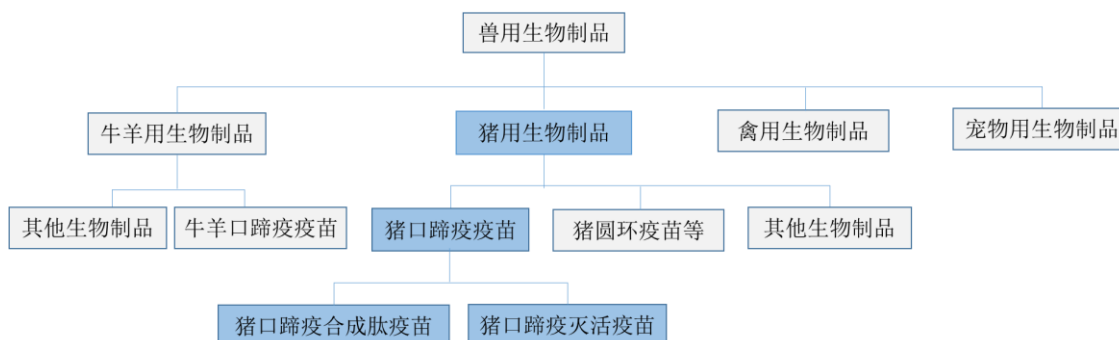 兽用生物制品
牛羊用生物制品
猪用生物制品
禽用生物制品
宠物用生物制品
其他生物制品
牛羊口蹄疫疫苗
猪口蹄疫疫苗
猪圆环疫苗等
其他生物制品
猪口蹄疫合成肽疫苗
猪口蹄疫灭活疫苗